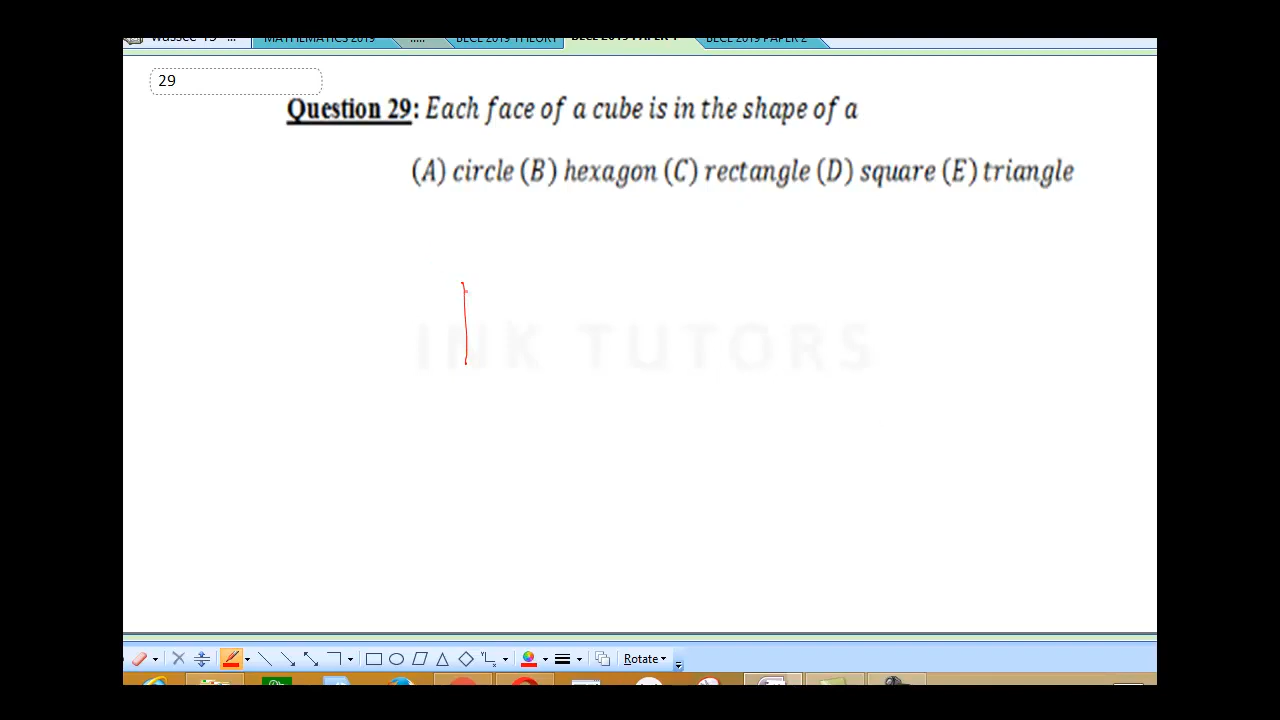 MATHEMATICS 2019 ..... BECE 2019 THEORY BECE 2019 PAPER 2
29
Question 29: Each face of a cube is in the shape of a
(A) circle (B) hexagon (C) rectangle (D) square (E) triangle
INK TUTORS
Rotate